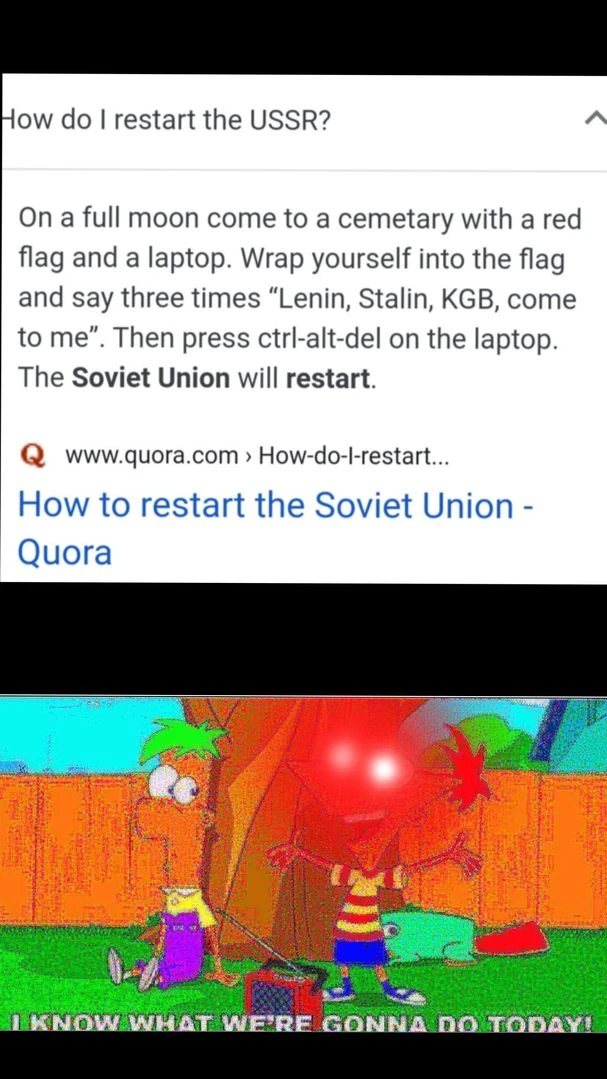 How do I restart the USSR?
On a full moon come to a cemetary with a red
flag and a laptop. Wrap yourself into the flag
and say three times “Lenin, Stalin, KGB, come
to me”. Then press ctrl-alt-del on the laptop.
The Soviet Union will restart.
Q www.quora.com › How-do-I-restart...
How to restart the Soviet Union -
Quora
I KNOW WHAT WE'RE GONNA DO TODAY!